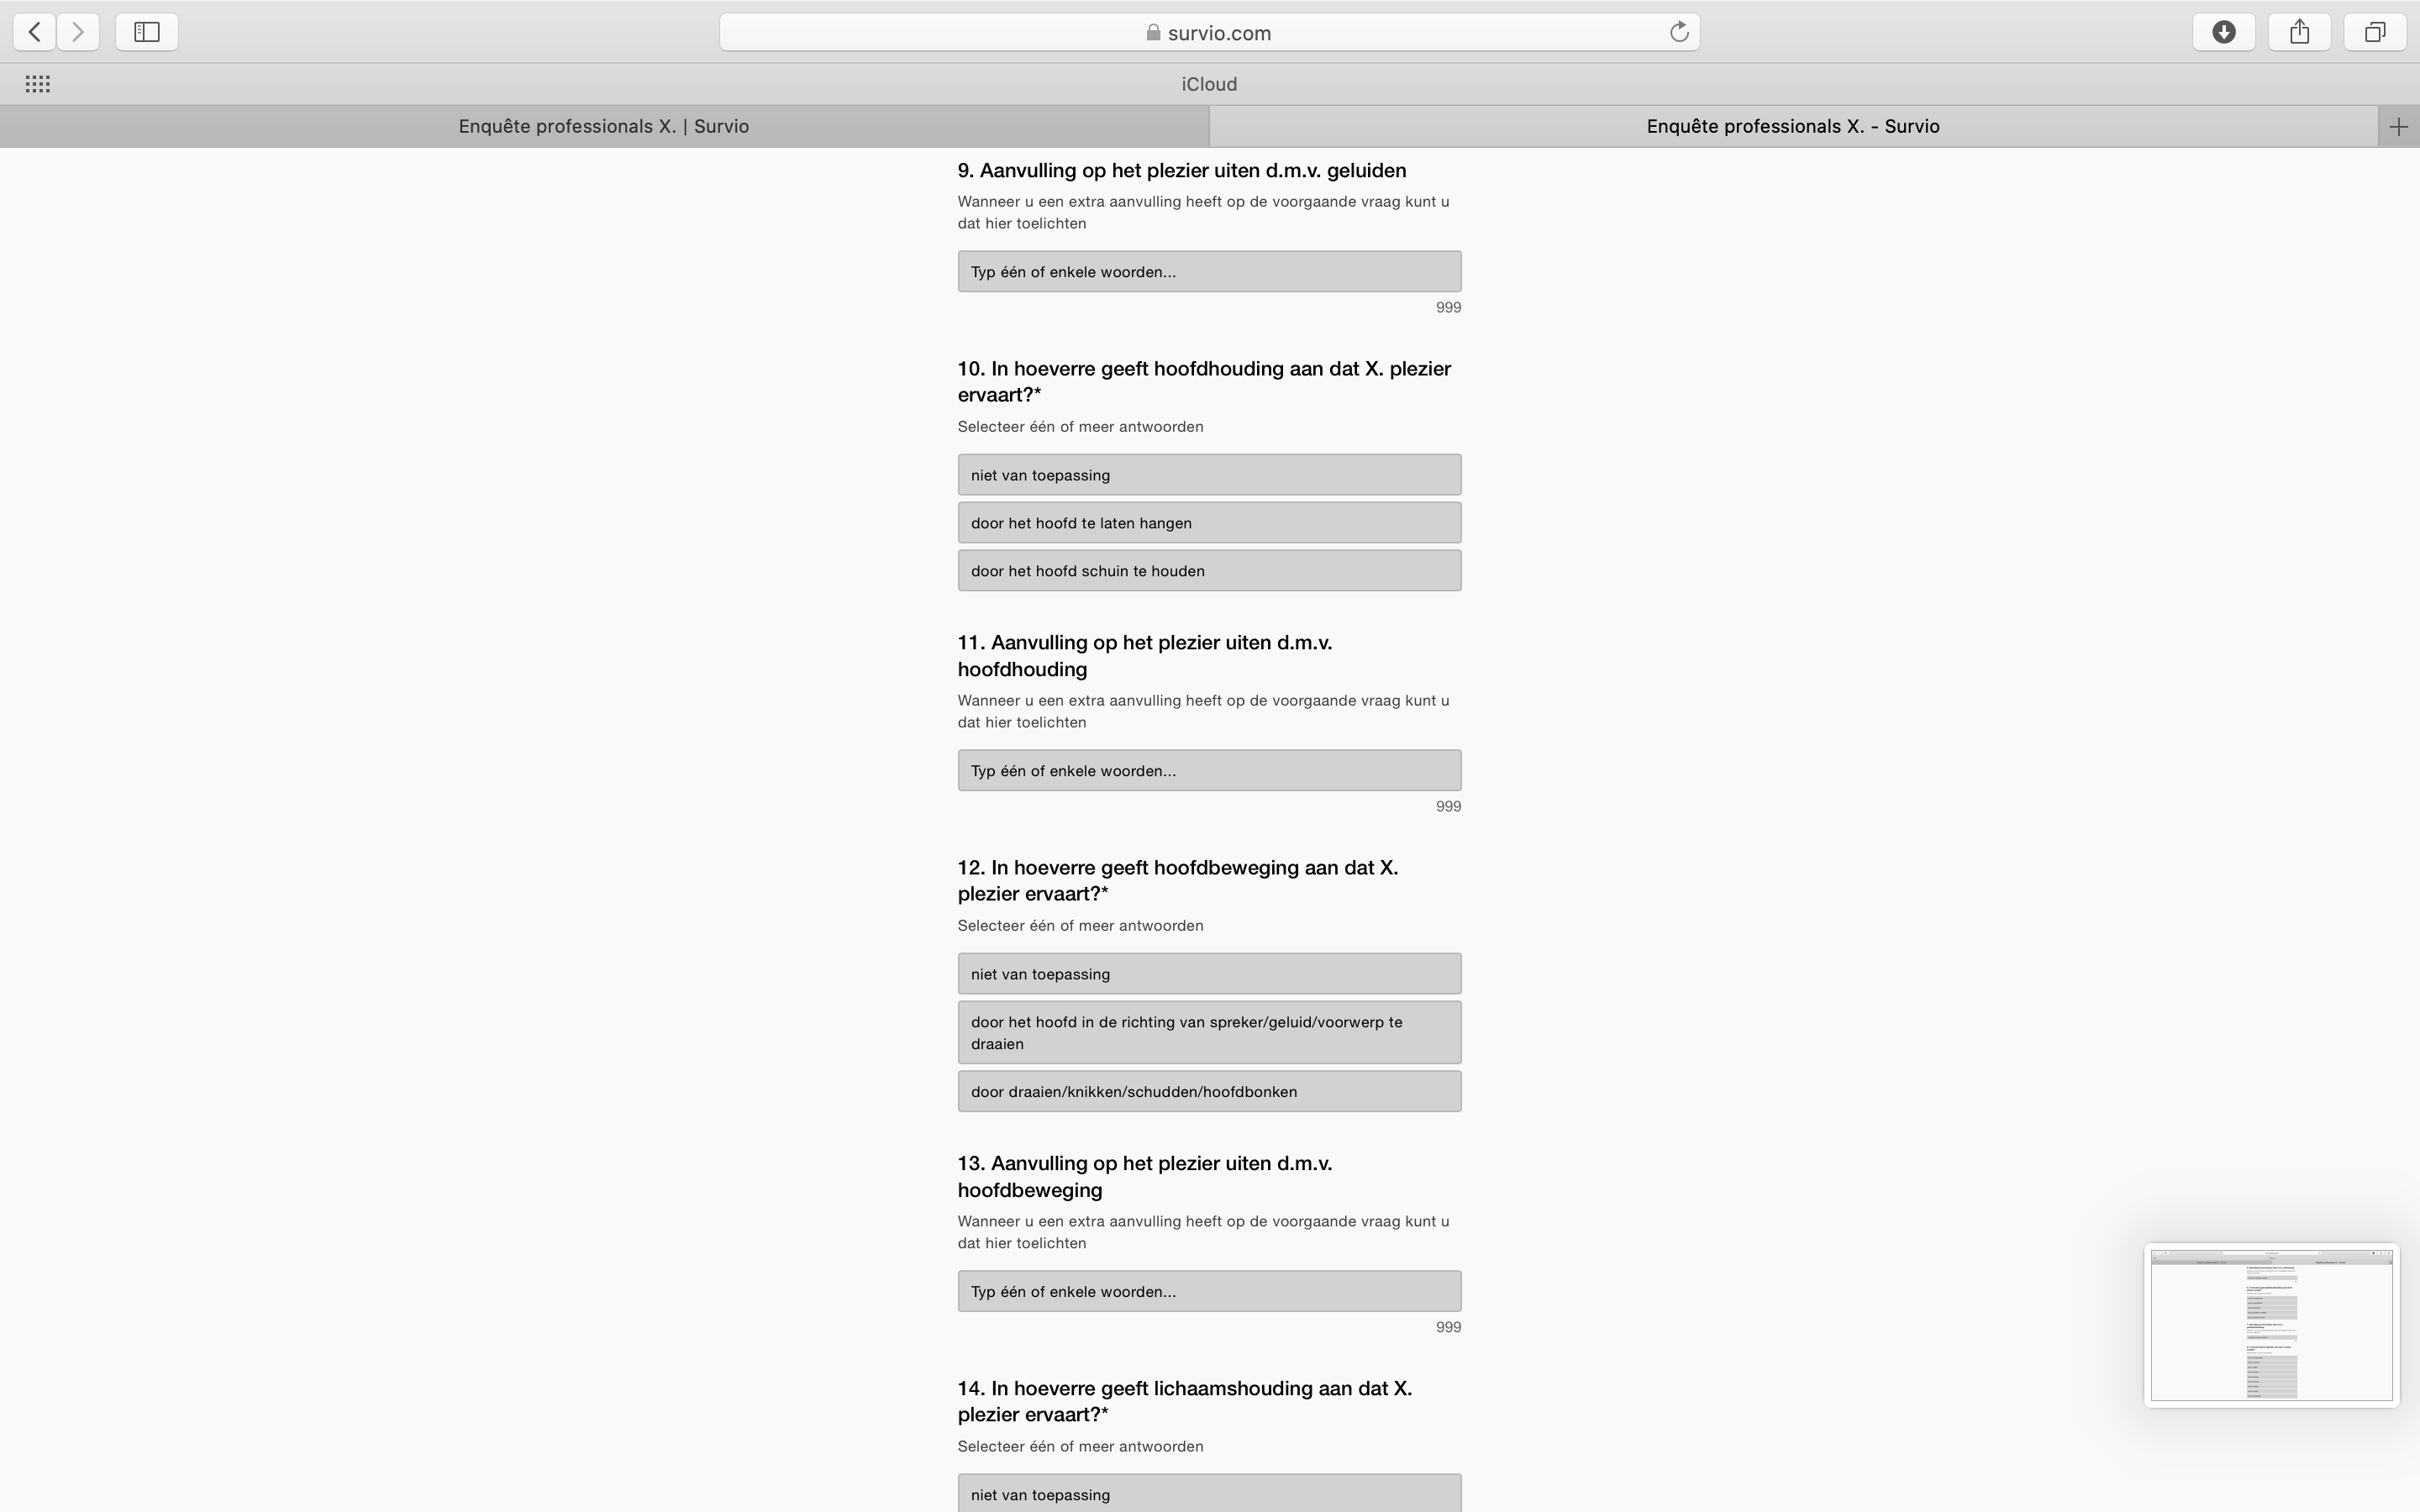 survio.com
iCloud
Enquête professionals X. | Survio
Enquête professionals X. - Survio
9. Aanvulling op het plezier uiten d.m.v. geluiden
Wanneer u een extra aanvulling heeft op de voorgaande vraag kunt u
dat hier toelichten
Typ één of enkele woorden...
999
10. In hoeverre geeft hoofdhouding aan dat X. plezier
ervaart?*
Selecteer één of meer antwoorden
niet van toepassing
door het hoofd te laten hangen
door het hoofd schuin te houden
11. Aanvulling op het plezier uiten d.m.v.
hoofdhouding
Wanneer u een extra aanvulling heeft op de voorgaande vraag kunt u
dat hier toelichten
Typ één of enkele woorden...
999
12. In hoeverre geeft hoofdbeweging aan dat X.
plezier ervaart?*
Selecteer één of meer antwoorden
niet van toepassing
door het hoofd in de richting van spreker/geluid/voorwerp te
draaien
door draaien/knikken/schudden/hoofdbonken
13. Aanvulling op het plezier uiten d.m.v.
hoofdbeweging
Wanneer u een extra aanvulling heeft op de voorgaande vraag kunt u
dat hier toelichten
Typ één of enkele woorden...
999
14. In hoeverre geeft lichaamshouding aan dat X.
plezier ervaart?*
Selecteer één of meer antwoorden
niet van toepassing